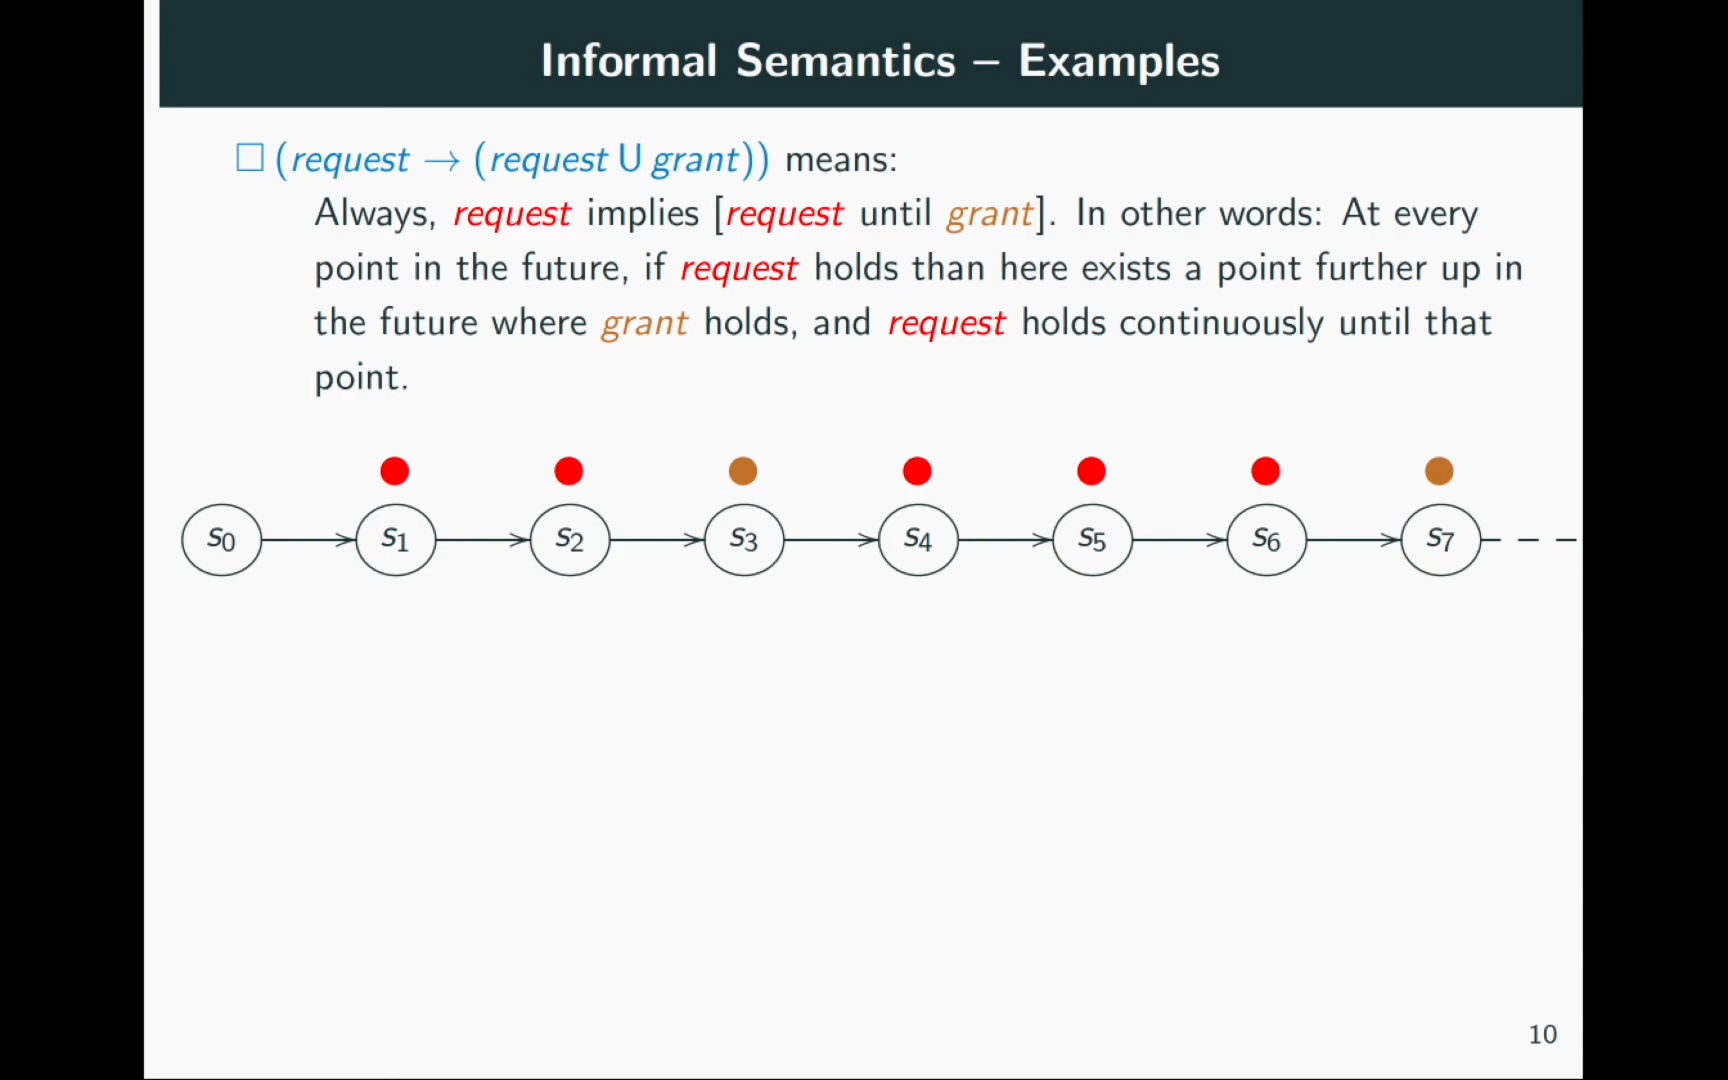 Informal Semantics – Examples
□ (request → (request U grant)) means:
Always, request implies [request until grant]. In other words: At every
point in the future, if request holds than here exists a point further up in
the future where grant holds, and request holds continuously until that
point.
s₀ s₁ s₂ s₃ s₄ s₅ s₆ s₇
10